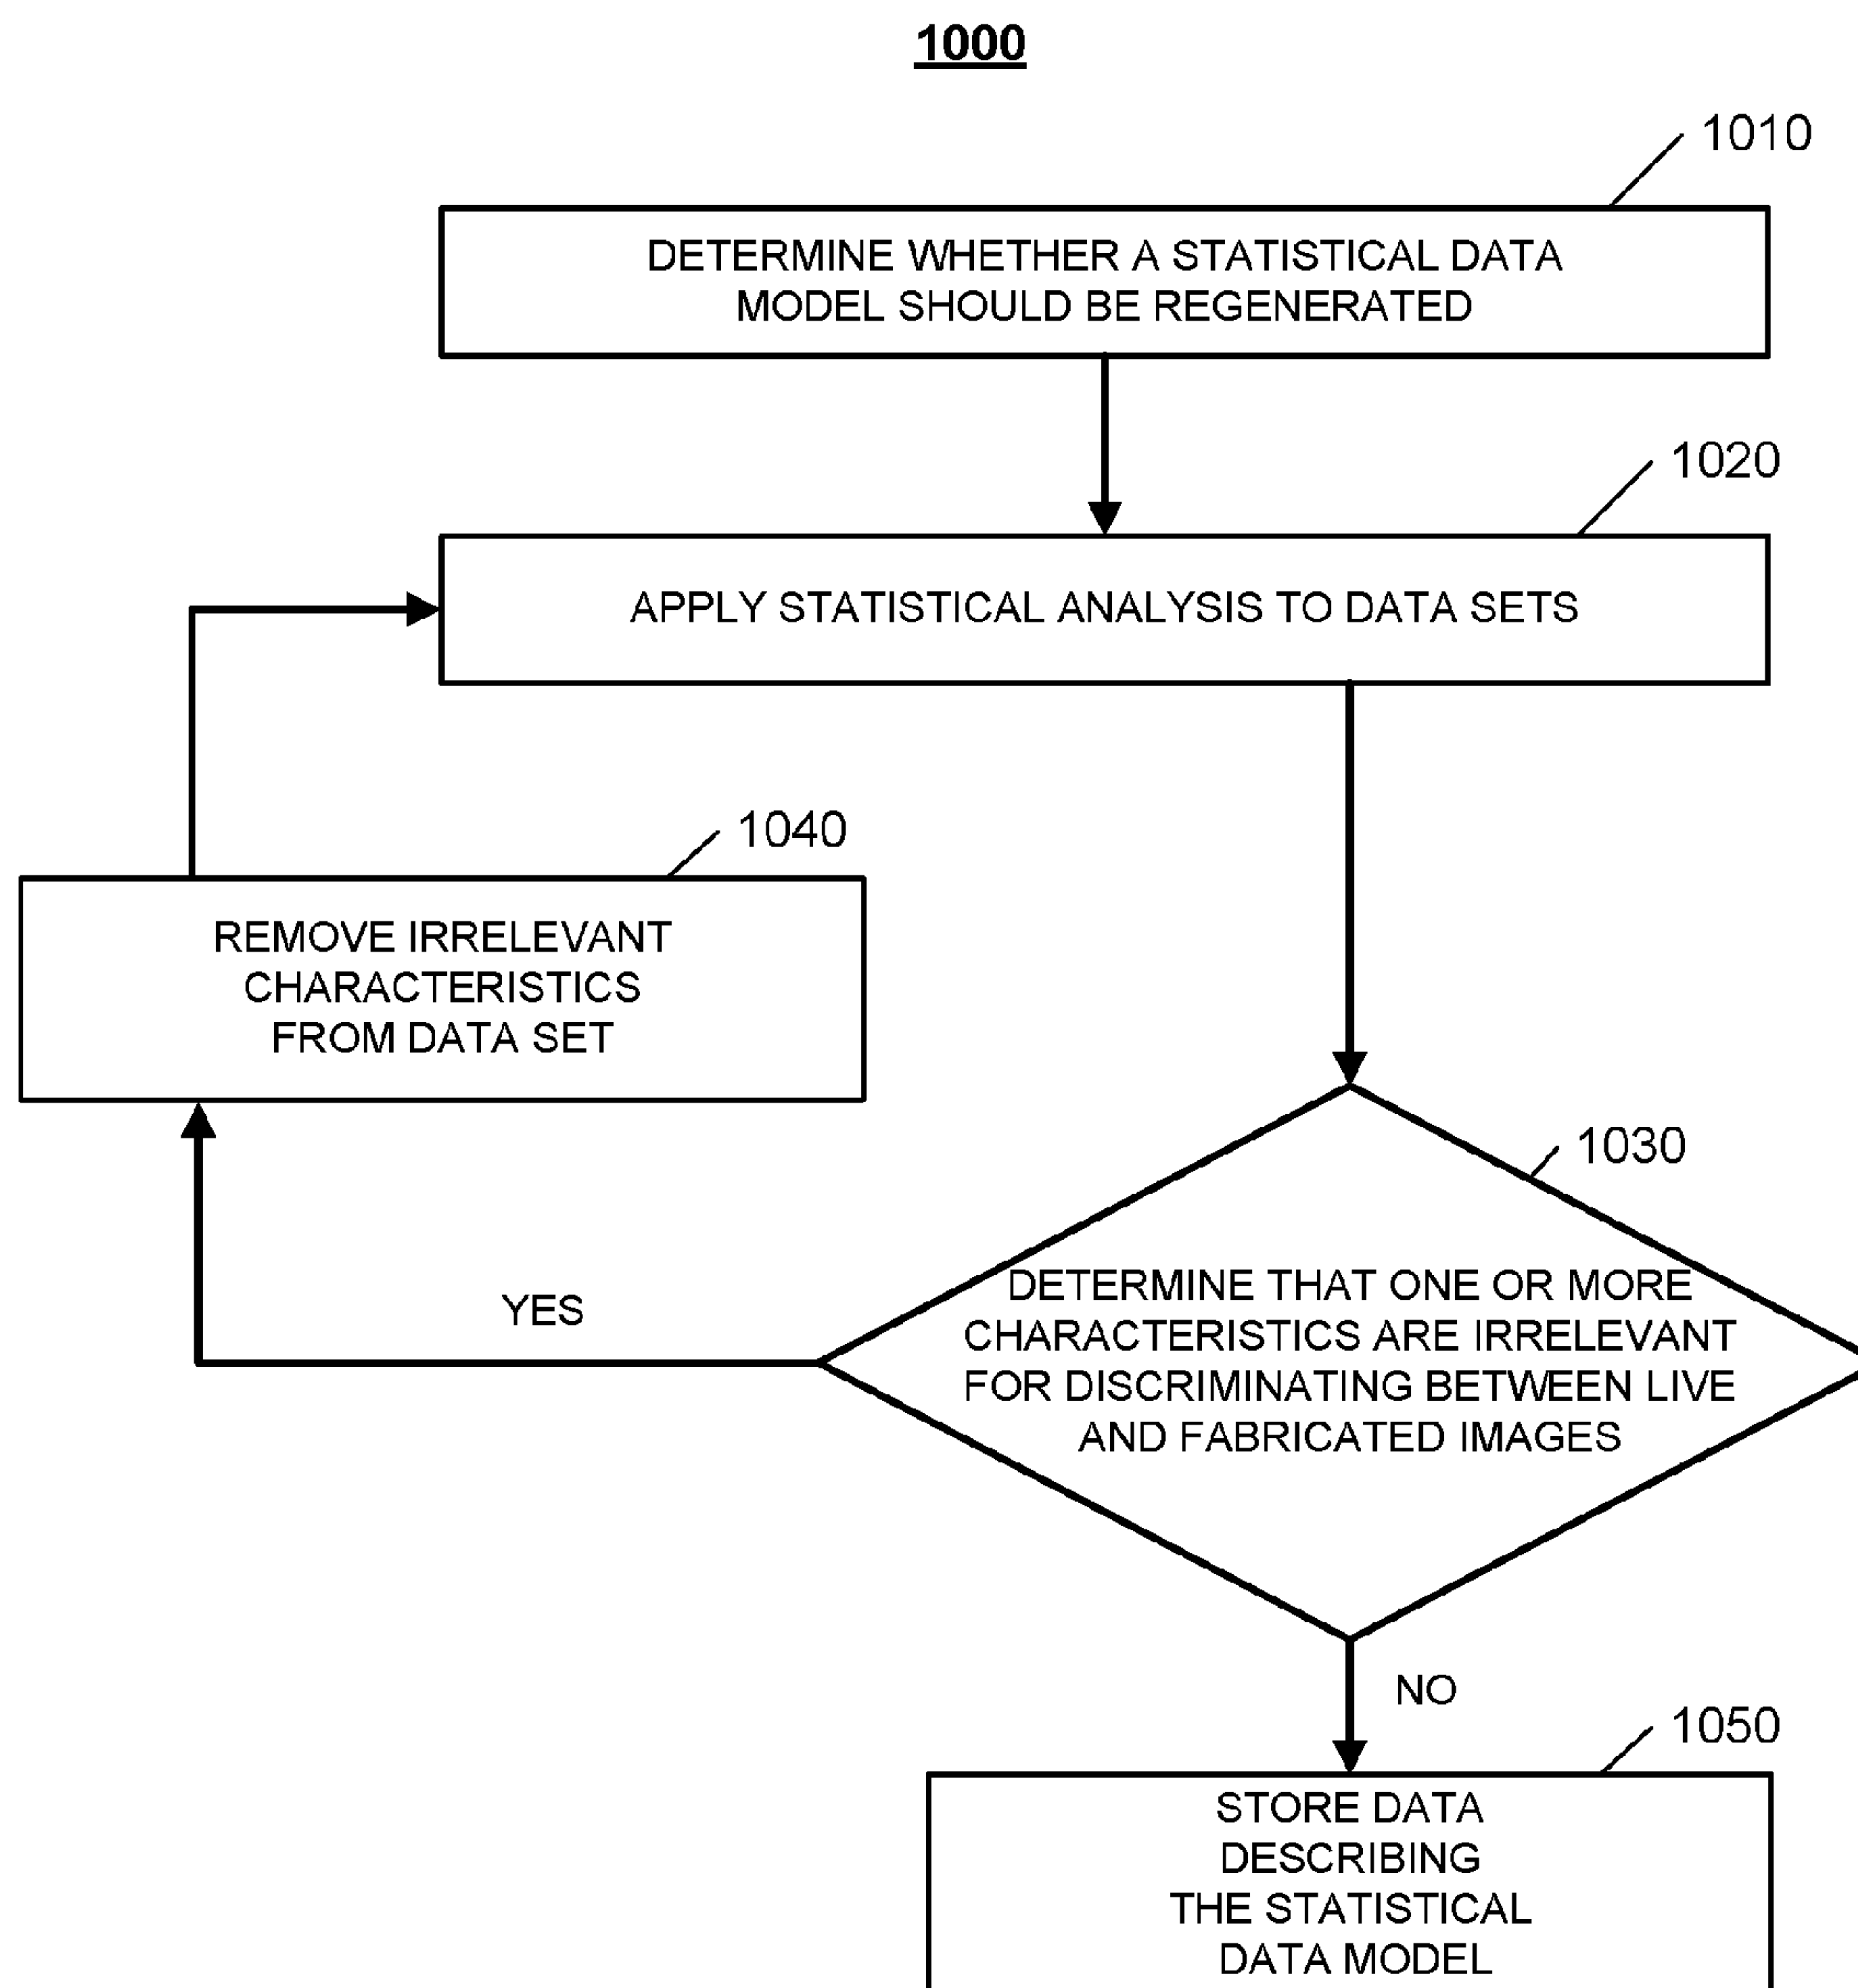 1000
1010
DETERMINE WHETHER A STATISTICAL DATA
MODEL SHOULD BE REGENERATED
1020
APPLY STATISTICAL ANALYSIS TO DATA SETS
1040
REMOVE IRRELEVANT
CHARACTERISTICS
FROM DATA SET
1030
DETERMINE THAT ONE OR MORE
CHARACTERISTICS ARE IRRELEVANT
FOR DISCRIMINATING BETWEEN LIVE
AND FABRICATED IMAGES
YES
NO
1050
STORE DATA
DESCRIBING
THE STATISTICAL
DATA MODEL